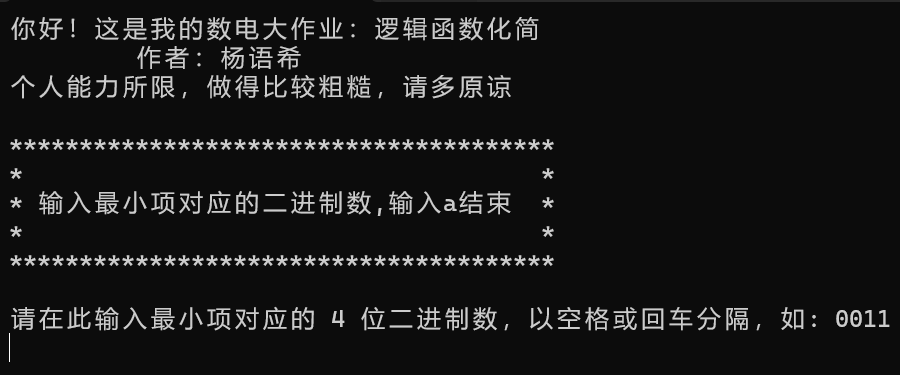 你好！这是我的数电大作业：逻辑函数化简
作者：杨语希
个人能力所限，做得比较粗糙，请多原谅
***************************************
* *
* 输入最小项对应的二进制数,输入a结束 *
* *
***************************************
请在此输入最小项对应的 4 位二进制数，以空格或回车分隔，如：0011